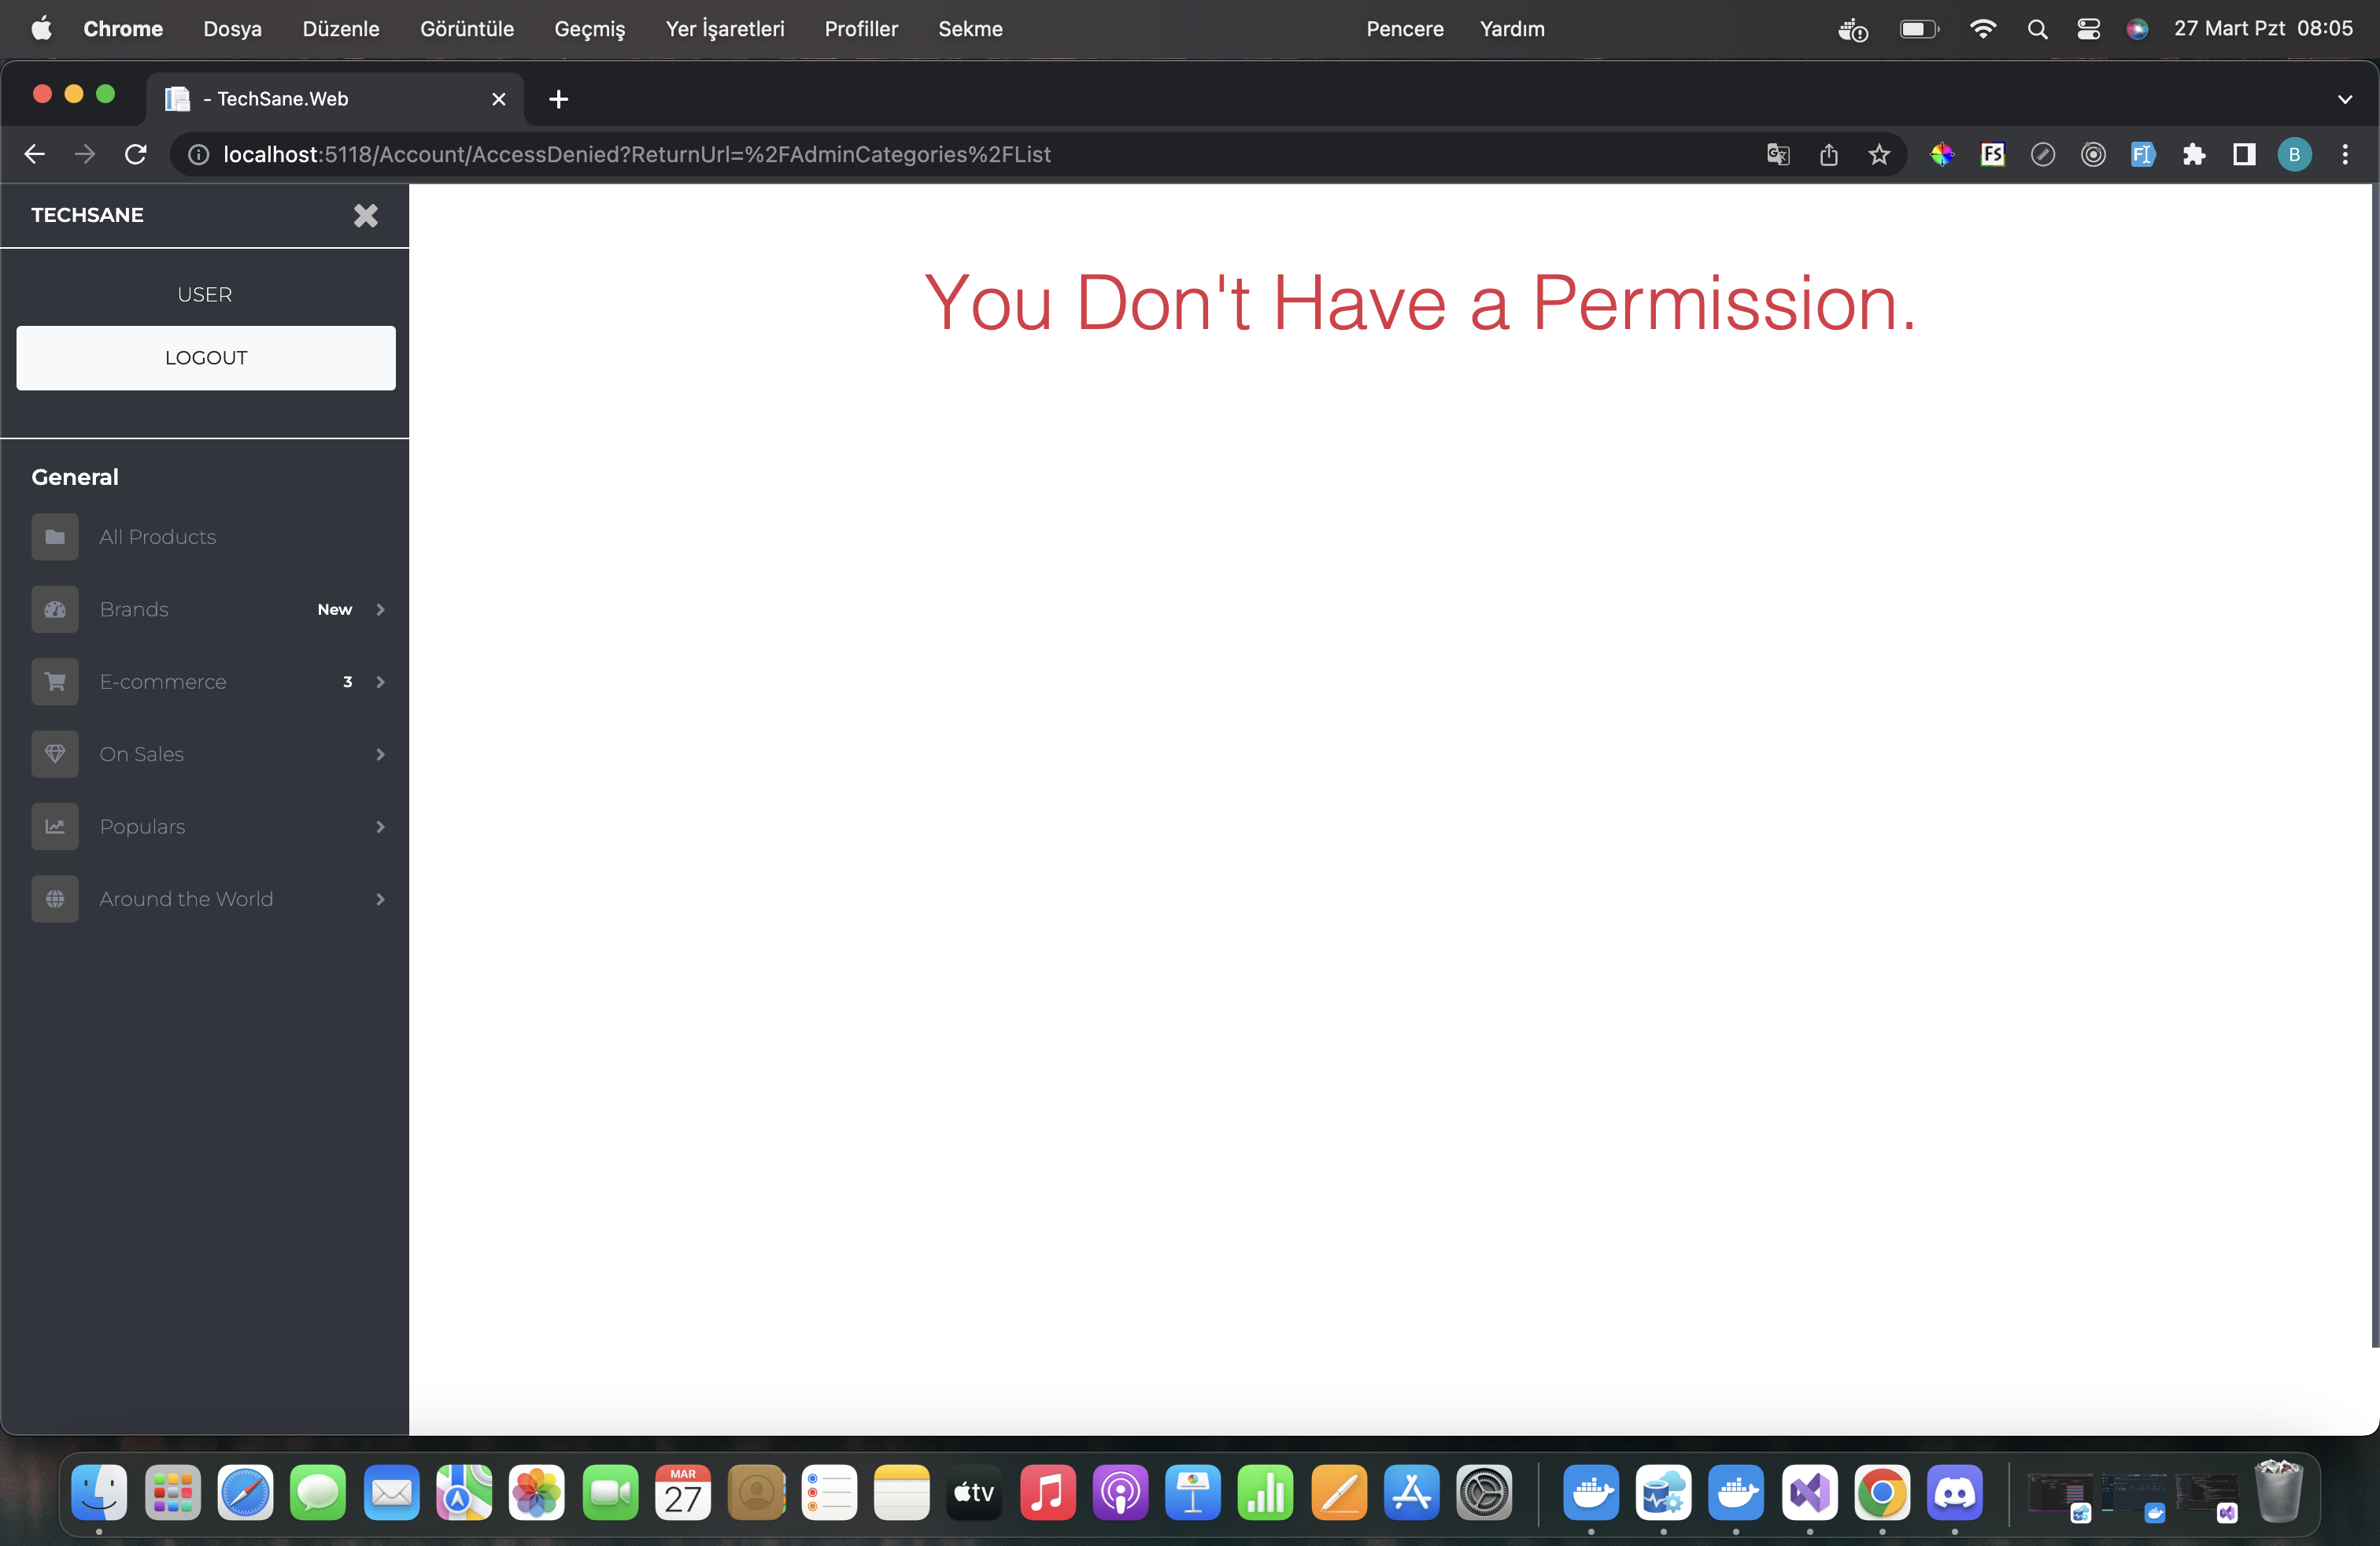 Chrome Dosya Düzenle Görüntüle Geçmiş Yer İşaretleri Profiller Sekme Pencere Yardım 27 Mart Pzt 08:05
- TechSane.Web
localhost:5118/Account/AccessDenied?ReturnUrl=%2FAdminCategories%2FList
FS
B
TECHSANE
USER
LOGOUT
General
All Products
Brands New
E-commerce 3
On Sales
Populars
Around the World
You Don't Have a Permission.
MAR
27
tv